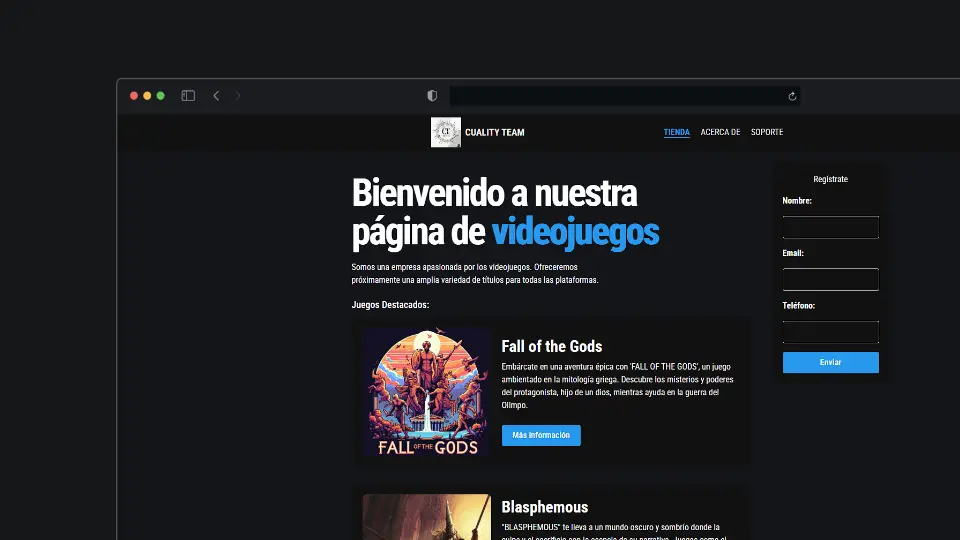 CUALITY TEAM
TIENDA
ACERCA DE
SOPORTE
Bienvenido a nuestra
página de videojuegos
Somos una empresa apasionada por los videojuegos. Ofreceremos
próximamente una amplia variedad de títulos para todas las plataformas.
Juegos Destacados:
FALL OF THE GODS
Fall of the Gods
Embárcate en una aventura épica con 'FALL OF THE GODS', un juego
ambientado en la mitología griega. Descubre los misterios y poderes
del protagonista, hijo de un dios, mientras ayuda en la guerra del
Olimpo.
Más Información
Blasphemous
"BLASPHEMOUS" te lleva a un mundo oscuro y sombrío donde la
Regístrate
Nombre:
Email:
Teléfono:
Enviar